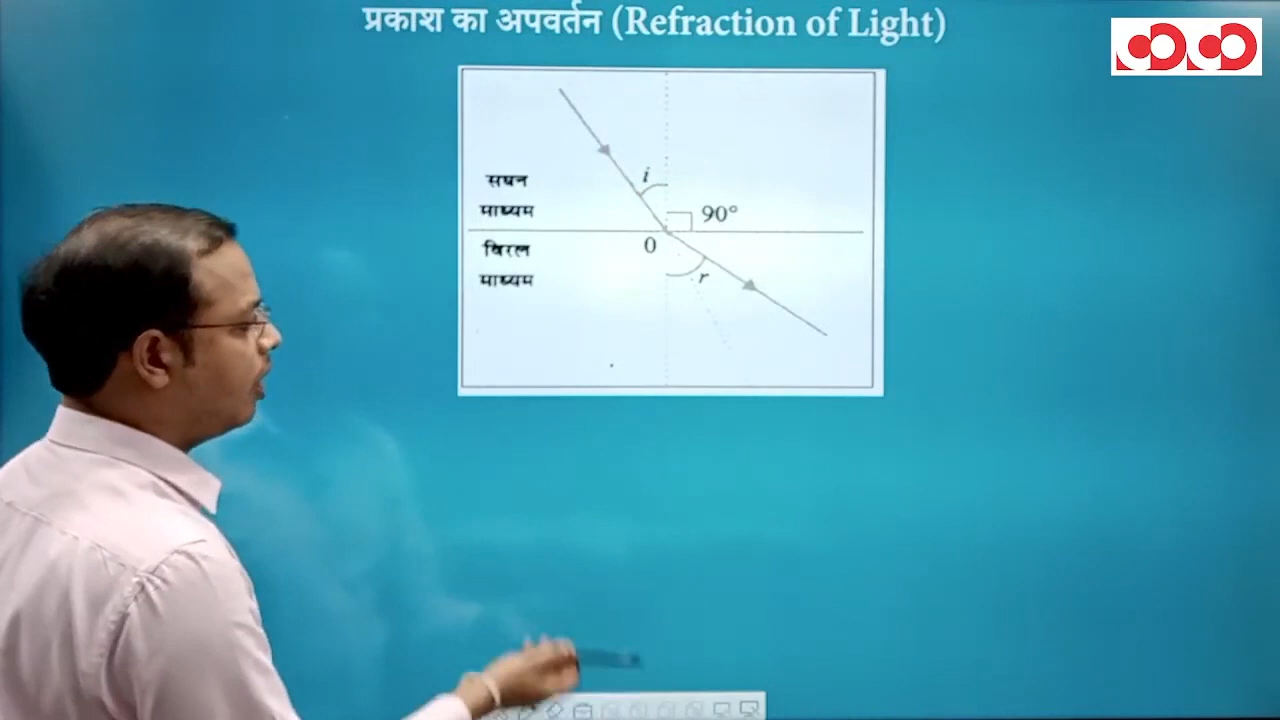 प्रकाश का अपवर्तन (Refraction of Light)
सघन
माध्यम
i
90°
0
विरल
माध्यम
r